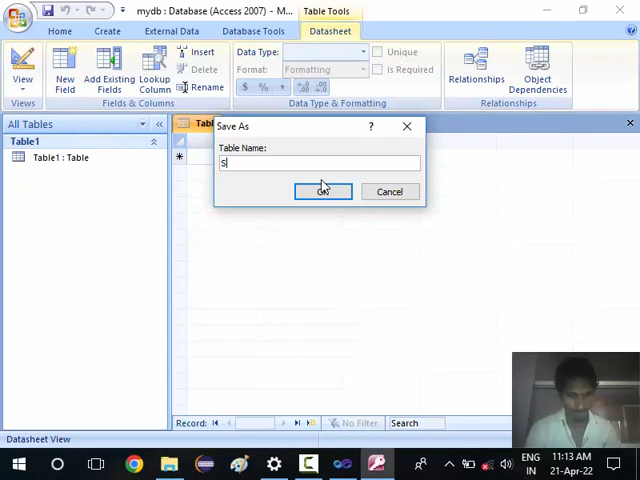 mydb : Database (Access 2007) - M...
Table Tools
Home
Create
External Data
Database Tools
Datasheet
View
Views
New Field
Add Existing Fields
Lookup Column
Insert
Delete
Rename
Fields & Columns
Data Type:
Format:
Formatting
$ % ,
Unique
Is Required
Data Type & Formatting
Relationships
Object Dependencies
Relationships
All Tables
Table1
Table1 : Table
Save As
?
Table Name:
S
Cancel
Record:
No Filter
Search
Datasheet View
ENG
IN
11:13 AM
21-Apr-22